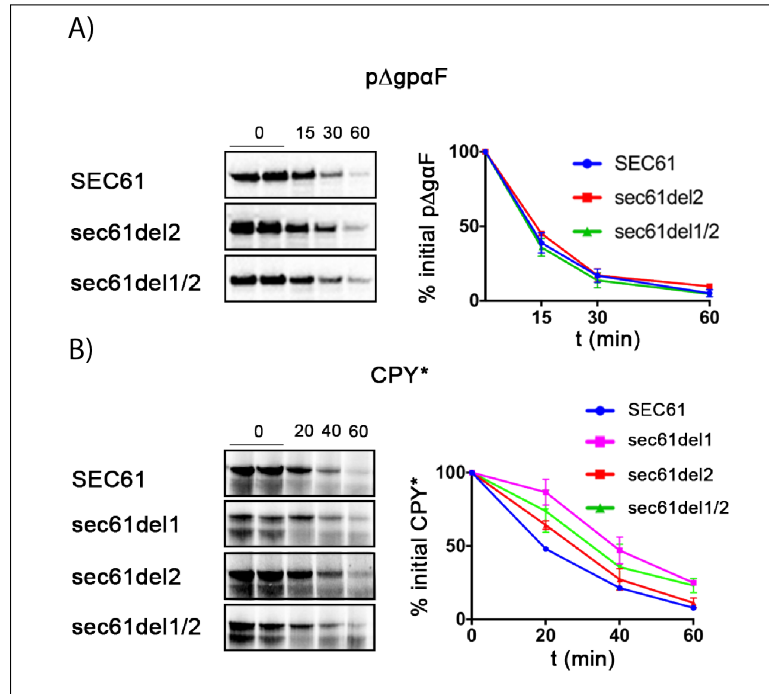 A)
pΔgpαF
0 15 30 60
SEC61
sec61del2
sec61del1/2
100
50
0
15 30 60
% initial pΔgαF
t (min)
SEC61
sec61del2
sec61del1/2
B)
CPY*
0 20 40 60
SEC61
sec61del1
sec61del2
sec61del1/2
SEC61
sec61del1
sec61del2
sec61del1/2
100
50
0
0 20 40 60
% initial CPY*
t (min)